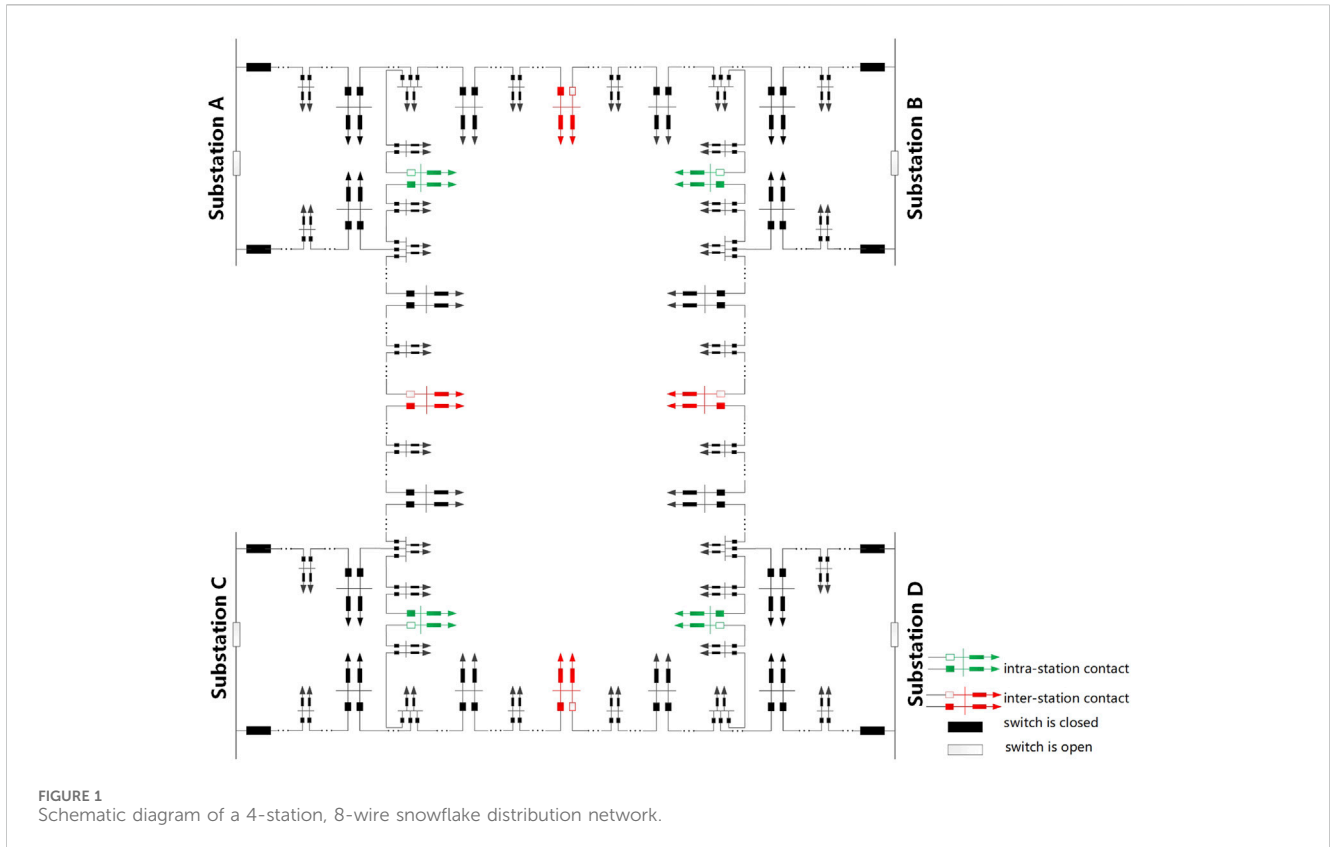 Substation A
Substation B
Substation C
Substation D
intra-station contact
inter-station contact
switch is closed
switch is open
FIGURE 1
Schematic diagram of a 4-station, 8-wire snowflake distribution network.